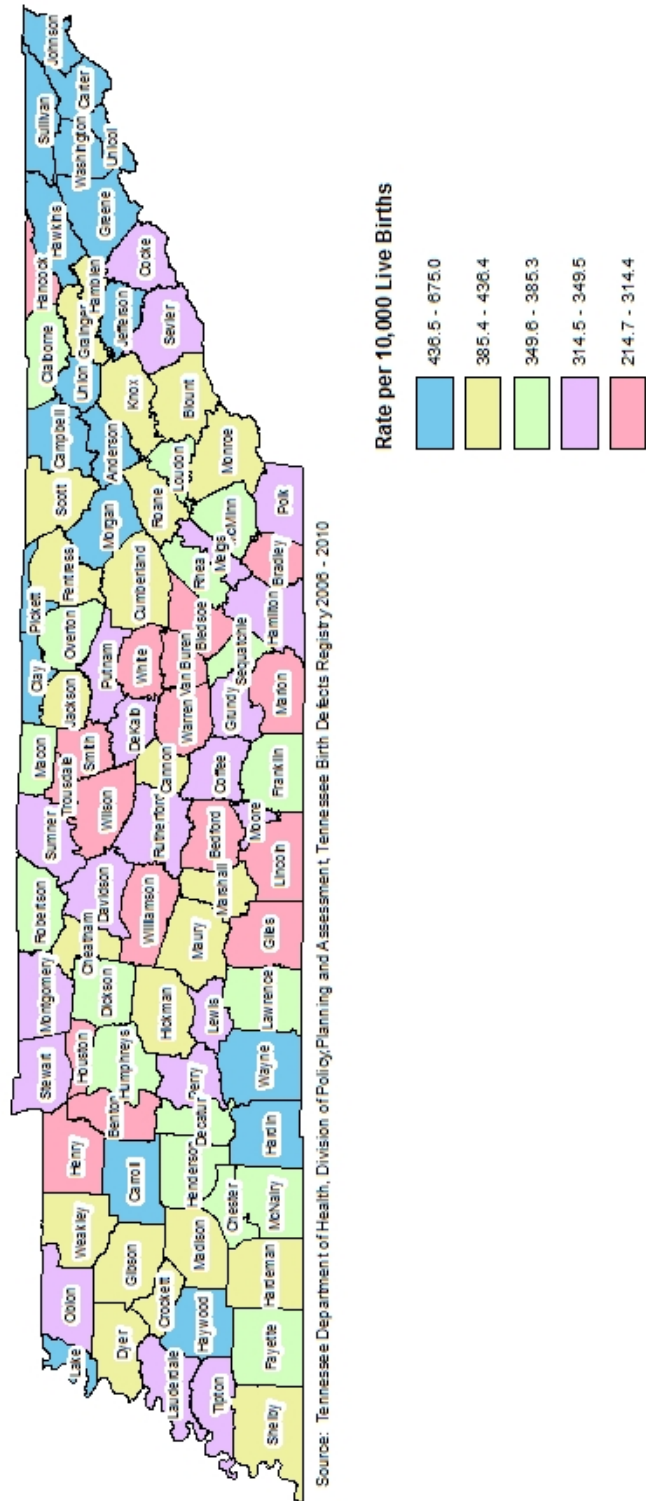 Lake
Obion
Weakley
Henry
Stewart
Montgomery
Robertson
Sumner
Macon
Clay
Pickett
Scott
Campbell
Claiborne
Hancock
Hawkins
Sullivan
Johnson
Dyer
Gibson
Carroll
Benton
Houston
Humphreys
Dickson
Cheatham
Davidson
Trousdale
Smith
Wilson
Jackson
Overton
Fentress
Morgan
Anderson
Union
Grainger
Hamblen
Greene
Washington
Carter
Unicoi
Lauderdale
Crockett
Haywood
Madison
Henderson
Decatur
Perry
Hickman
Williamson
Rutherford
Cannon
DeKalb
Putnam
White
Cumberland
Roane
Knox
Jefferson
Cocke
Sevier
Blount
Loudon
Monroe
Tipton
Chester
Lewis
Maury
Marshall
Bedford
Coffee
Warren
Van Buren
Bledsoe
Rhea
Meigs
McMinn
Shelby
Fayette
Hardeman
McNairy
Hardin
Wayne
Lawrence
Giles
Lincoln
Moore
Franklin
Grundy
Sequatchie
Marion
Hamilton
Bradley
Polk
Source: Tennessee Department of Health, Division of Policy,Planning and Assessment, Tennessee Birth Defects Registry 2006 - 2010
Rate per 10,000 Live Births
436.5 - 675.0
385.4 - 436.4
349.6 - 385.3
314.5 - 349.5
214.7 - 314.4